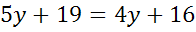 5y + 19 = 4y + 16